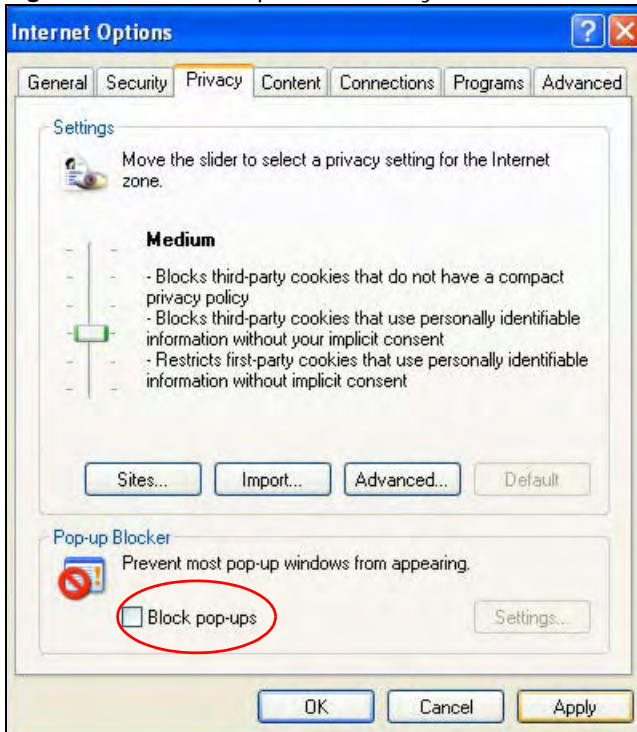 Internet Options
General Security Privacy Content Connections Programs Advanced
Settings
Move the slider to select a privacy setting for the Internet
zone.
Medium
- Blocks third-party cookies that do not have a compact
privacy policy
- Blocks third-party cookies that use personally identifiable
information without your implicit consent
- Restricts first-party cookies that use personally identifiable
information without implicit consent
Sites... Import... Advanced... Default
Pop-up Blocker
Prevent most pop-up windows from appearing.
Block pop-ups Settings...
OK Cancel Apply